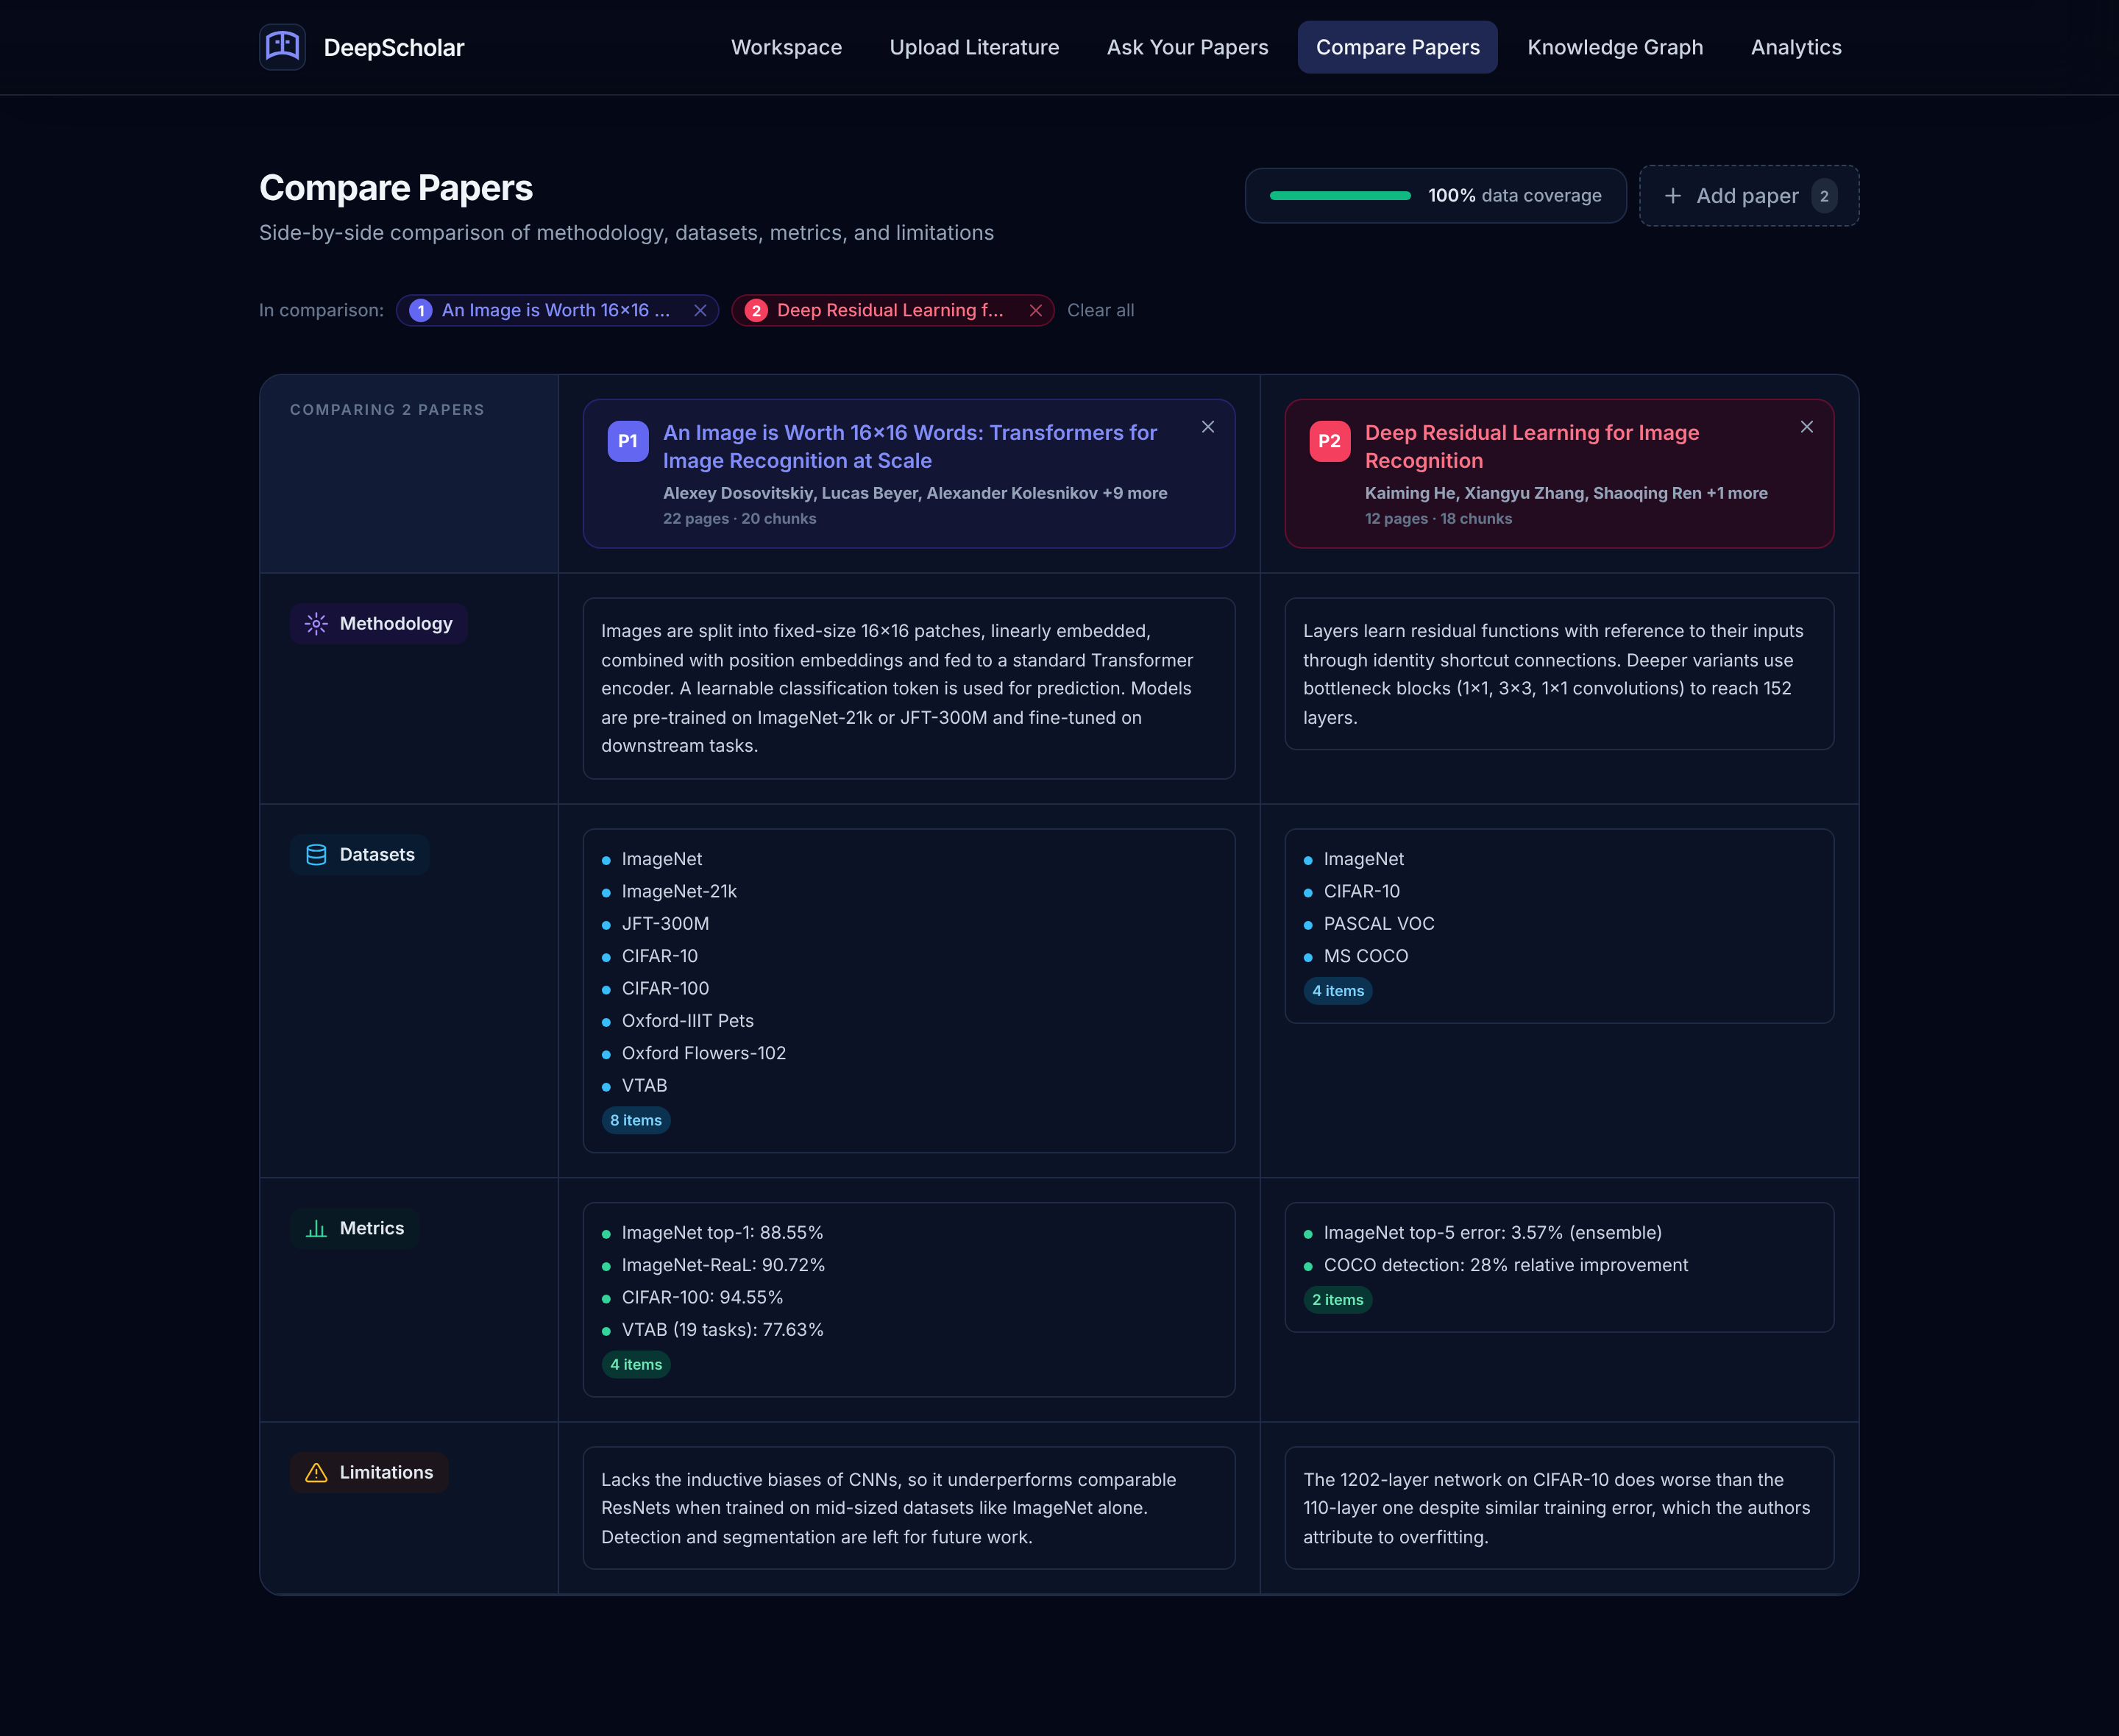 DeepScholar
Workspace
Upload Literature
Ask Your Papers
Compare Papers
Knowledge Graph
Analytics
Compare Papers
Side-by-side comparison of methodology, datasets, metrics, and limitations
100% data coverage
Add paper 2
In comparison:
1 An Image is Worth 16×16 ...
2 Deep Residual Learning f...
Clear all
COMPARING 2 PAPERS
P1
An Image is Worth 16×16 Words: Transformers for
Image Recognition at Scale
Alexey Dosovitskiy, Lucas Beyer, Alexander Kolesnikov +9 more
22 pages · 20 chunks
P2
Deep Residual Learning for Image
Recognition
Kaiming He, Xiangyu Zhang, Shaoqing Ren +1 more
12 pages · 18 chunks
Methodology
Images are split into fixed-size 16×16 patches, linearly embedded,
combined with position embeddings and fed to a standard Transformer
encoder. A learnable classification token is used for prediction. Models
are pre-trained on ImageNet-21k or JFT-300M and fine-tuned on
downstream tasks.
Layers learn residual functions with reference to their inputs
through identity shortcut connections. Deeper variants use
bottleneck blocks (1×1, 3×3, 1×1 convolutions) to reach 152
layers.
Datasets
ImageNet
ImageNet-21k
JFT-300M
CIFAR-10
CIFAR-100
Oxford-IIIT Pets
Oxford Flowers-102
VTAB
8 items
ImageNet
CIFAR-10
PASCAL VOC
MS COCO
4 items
Metrics
ImageNet top-1: 88.55%
ImageNet-ReaL: 90.72%
CIFAR-100: 94.55%
VTAB (19 tasks): 77.63%
4 items
ImageNet top-5 error: 3.57% (ensemble)
COCO detection: 28% relative improvement
2 items
Limitations
Lacks the inductive biases of CNNs, so it underperforms comparable
ResNets when trained on mid-sized datasets like ImageNet alone.
Detection and segmentation are left for future work.
The 1202-layer network on CIFAR-10 does worse than the
110-layer one despite similar training error, which the authors
attribute to overfitting.